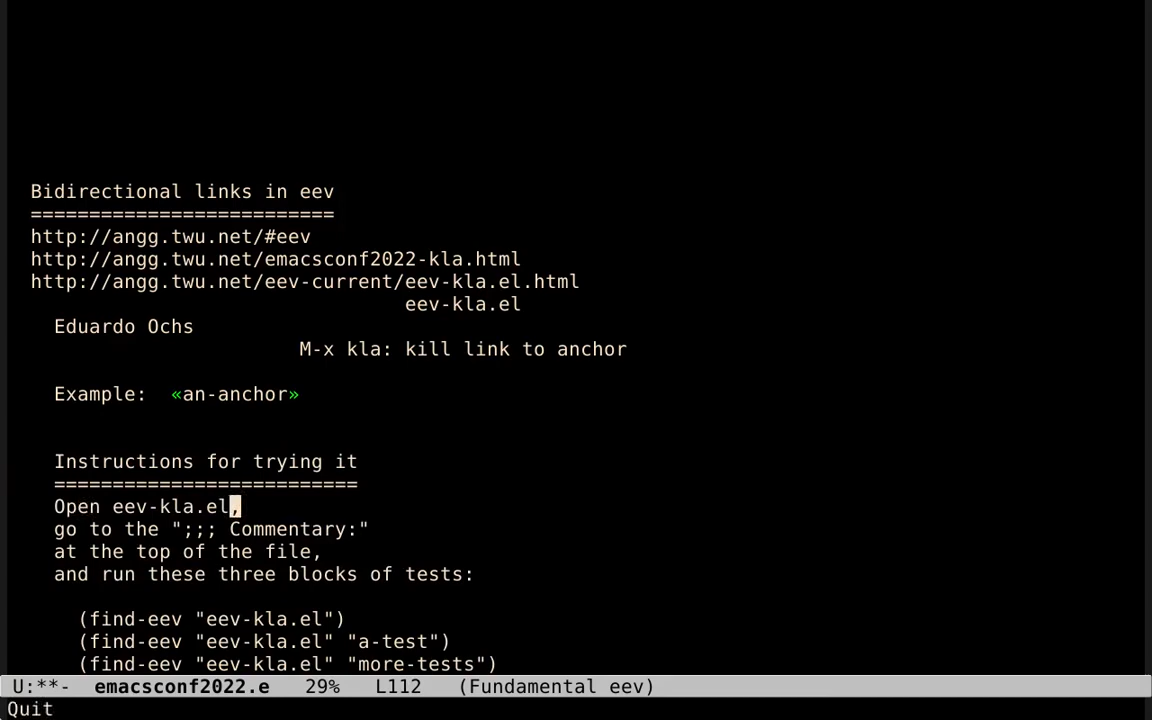 Bidirectional links in eev
==========================
http://angg.twu.net/#eev
http://angg.twu.net/emacsconf2022-kla.html
http://angg.twu.net/eev-current/eev-kla.el.html
eev-kla.el
Eduardo Ochs
M-x kla: kill link to anchor
Example:  «an-anchor»
Instructions for trying it
==========================
Open eev-kla.el,
go to the ";;; Commentary:"
at the top of the file,
and run these three blocks of tests:
(find-eev "eev-kla.el")
(find-eev "eev-kla.el" "a-test")
(find-eev "eev-kla.el" "more-tests")
U:**-  emacsconf2022.e   29%   L112   (Fundamental eev)
Quit